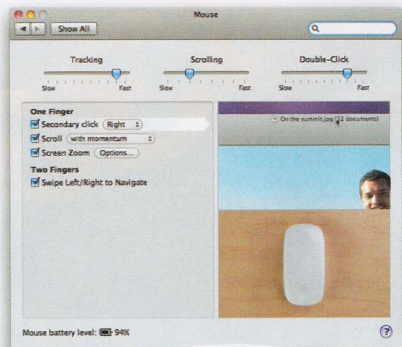 Mouse
Show All
Tracking
Scrolling
Double-Click
Slow Fast
Slow Fast
Slow Fast
One Finger
Secondary click Right
Scroll with momentum
Screen Zoom Options...
Two Fingers
Swipe Left/Right to Navigate
On the summit.jpg (12 documents)
Mouse battery level: 94%
?